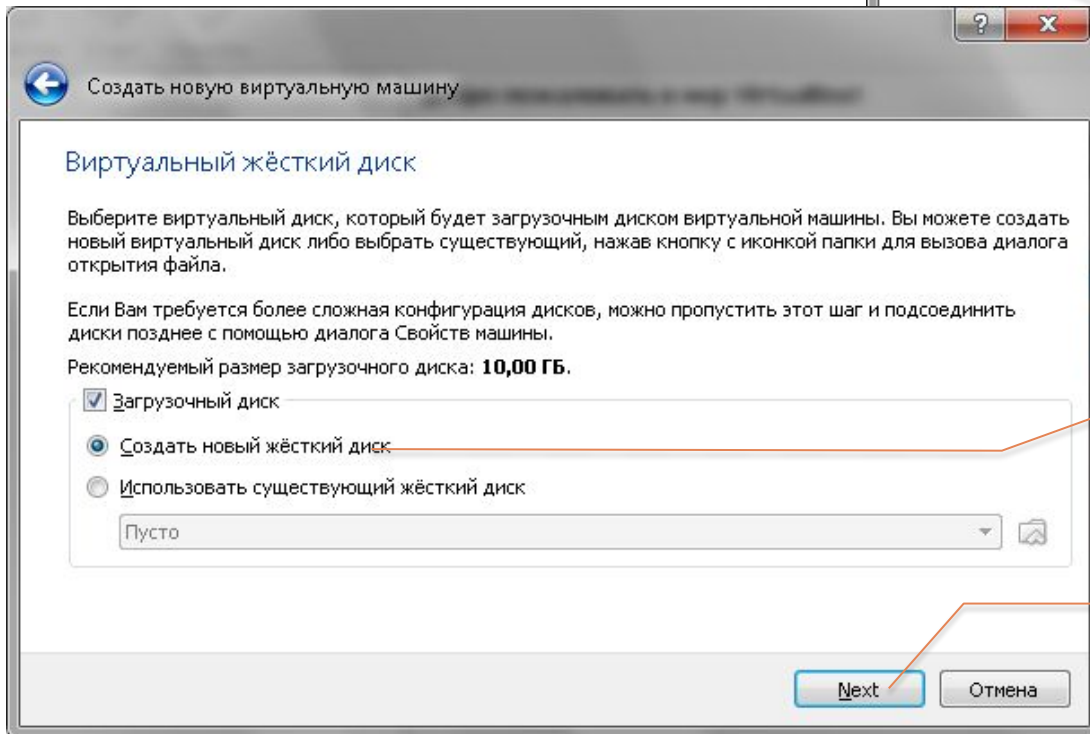 ?
X
Создать новую виртуальную машину
Виртуальный жёсткий диск
Выберите виртуальный диск, который будет загрузочным диском виртуальной машины. Вы можете создать
новый виртуальный диск либо выбрать существующий, нажав кнопку с иконкой папки для вызова диалога
открытия файла.
Если Вам требуется более сложная конфигурация дисков, можно пропустить этот шаг и подсоединить
диски позднее с помощью диалога Свойств машины.
Рекомендуемый размер загрузочного диска: 10,00 ГБ.
Загрузочный диск
Создать новый жёсткий диск
Использовать существующий жёсткий диск
Пусто
Next
Отмена